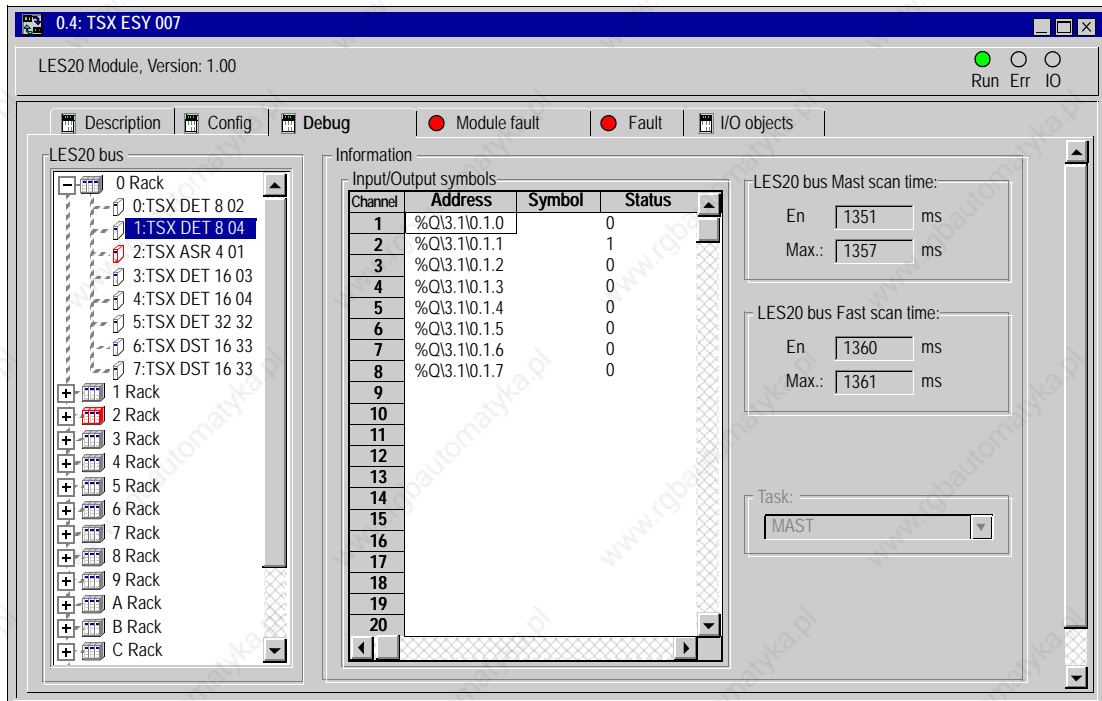 0.4: TSX ESY 007
LES20 Module, Version: 1.00
Run Err IO
Description Config Debug Module fault Fault I/O objects
LES20 bus
0 Rack
0:TSX DET 8 02
1:TSX DET 8 04
2:TSX ASR 4 01
3:TSX DET 16 03
4:TSX DET 16 04
5:TSX DET 32 32
6:TSX DST 16 33
7:TSX DST 16 33
1 Rack
2 Rack
3 Rack
4 Rack
5 Rack
6 Rack
7 Rack
8 Rack
9 Rack
A Rack
B Rack
C Rack
Information
Input/Output symbols
Channel Address Symbol Status
1 %Q\3.1\0.1.0 0
2 %Q\3.1\0.1.1 1
3 %Q\3.1\0.1.2 0
4 %Q\3.1\0.1.3 0
5 %Q\3.1\0.1.4 0
6 %Q\3.1\0.1.5 0
7 %Q\3.1\0.1.6 0
8 %Q\3.1\0.1.7 0
9
10
11
12
13
14
15
16
17
18
19
20
LES20 bus Mast scan time:
En 1351 ms
Max.: 1357 ms
LES20 bus Fast scan time:
En 1360 ms
Max.: 1361 ms
Task:
MAST
www.rgbautomatyka.pl